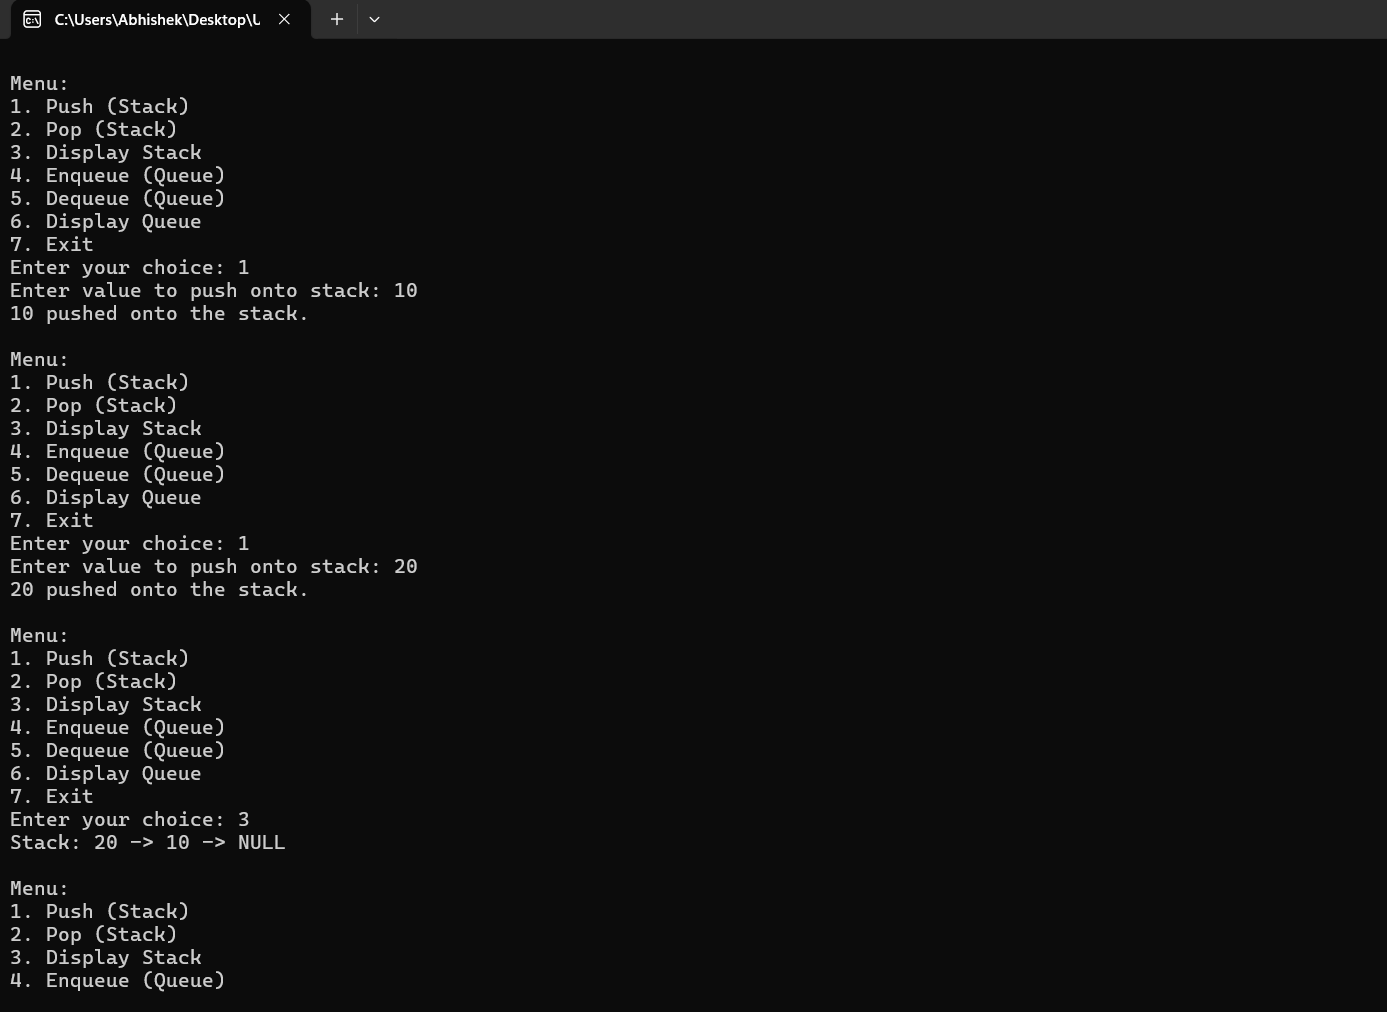 C:\Users\Abhishek\Desktop\U
Menu:
1. Push (Stack)
2. Pop (Stack)
3. Display Stack
4. Enqueue (Queue)
5. Dequeue (Queue)
6. Display Queue
7. Exit
Enter your choice: 1
Enter value to push onto stack: 10
10 pushed onto the stack.
Menu:
1. Push (Stack)
2. Pop (Stack)
3. Display Stack
4. Enqueue (Queue)
5. Dequeue (Queue)
6. Display Queue
7. Exit
Enter your choice: 1
Enter value to push onto stack: 20
20 pushed onto the stack.
Menu:
1. Push (Stack)
2. Pop (Stack)
3. Display Stack
4. Enqueue (Queue)
5. Dequeue (Queue)
6. Display Queue
7. Exit
Enter your choice: 3
Stack: 20 -> 10 -> NULL
Menu:
1. Push (Stack)
2. Pop (Stack)
3. Display Stack
4. Enqueue (Queue)